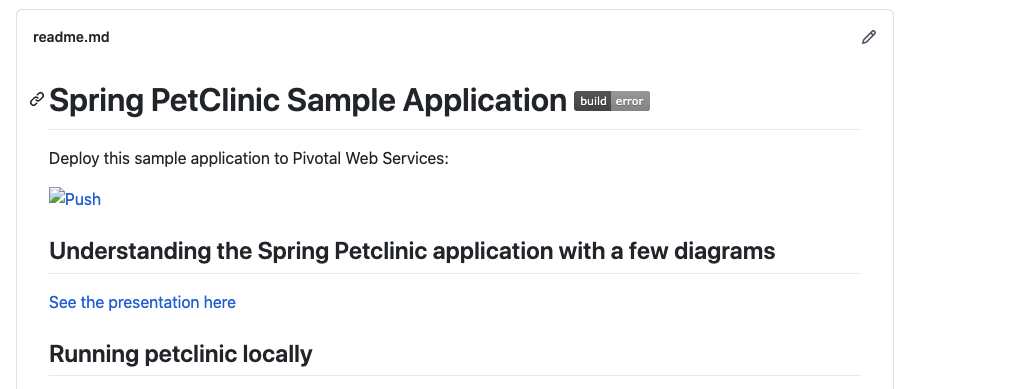 readme.md
Spring PetClinic Sample Application build error
Deploy this sample application to Pivotal Web Services:
Push
Understanding the Spring Petclinic application with a few diagrams
See the presentation here
Running petclinic locally